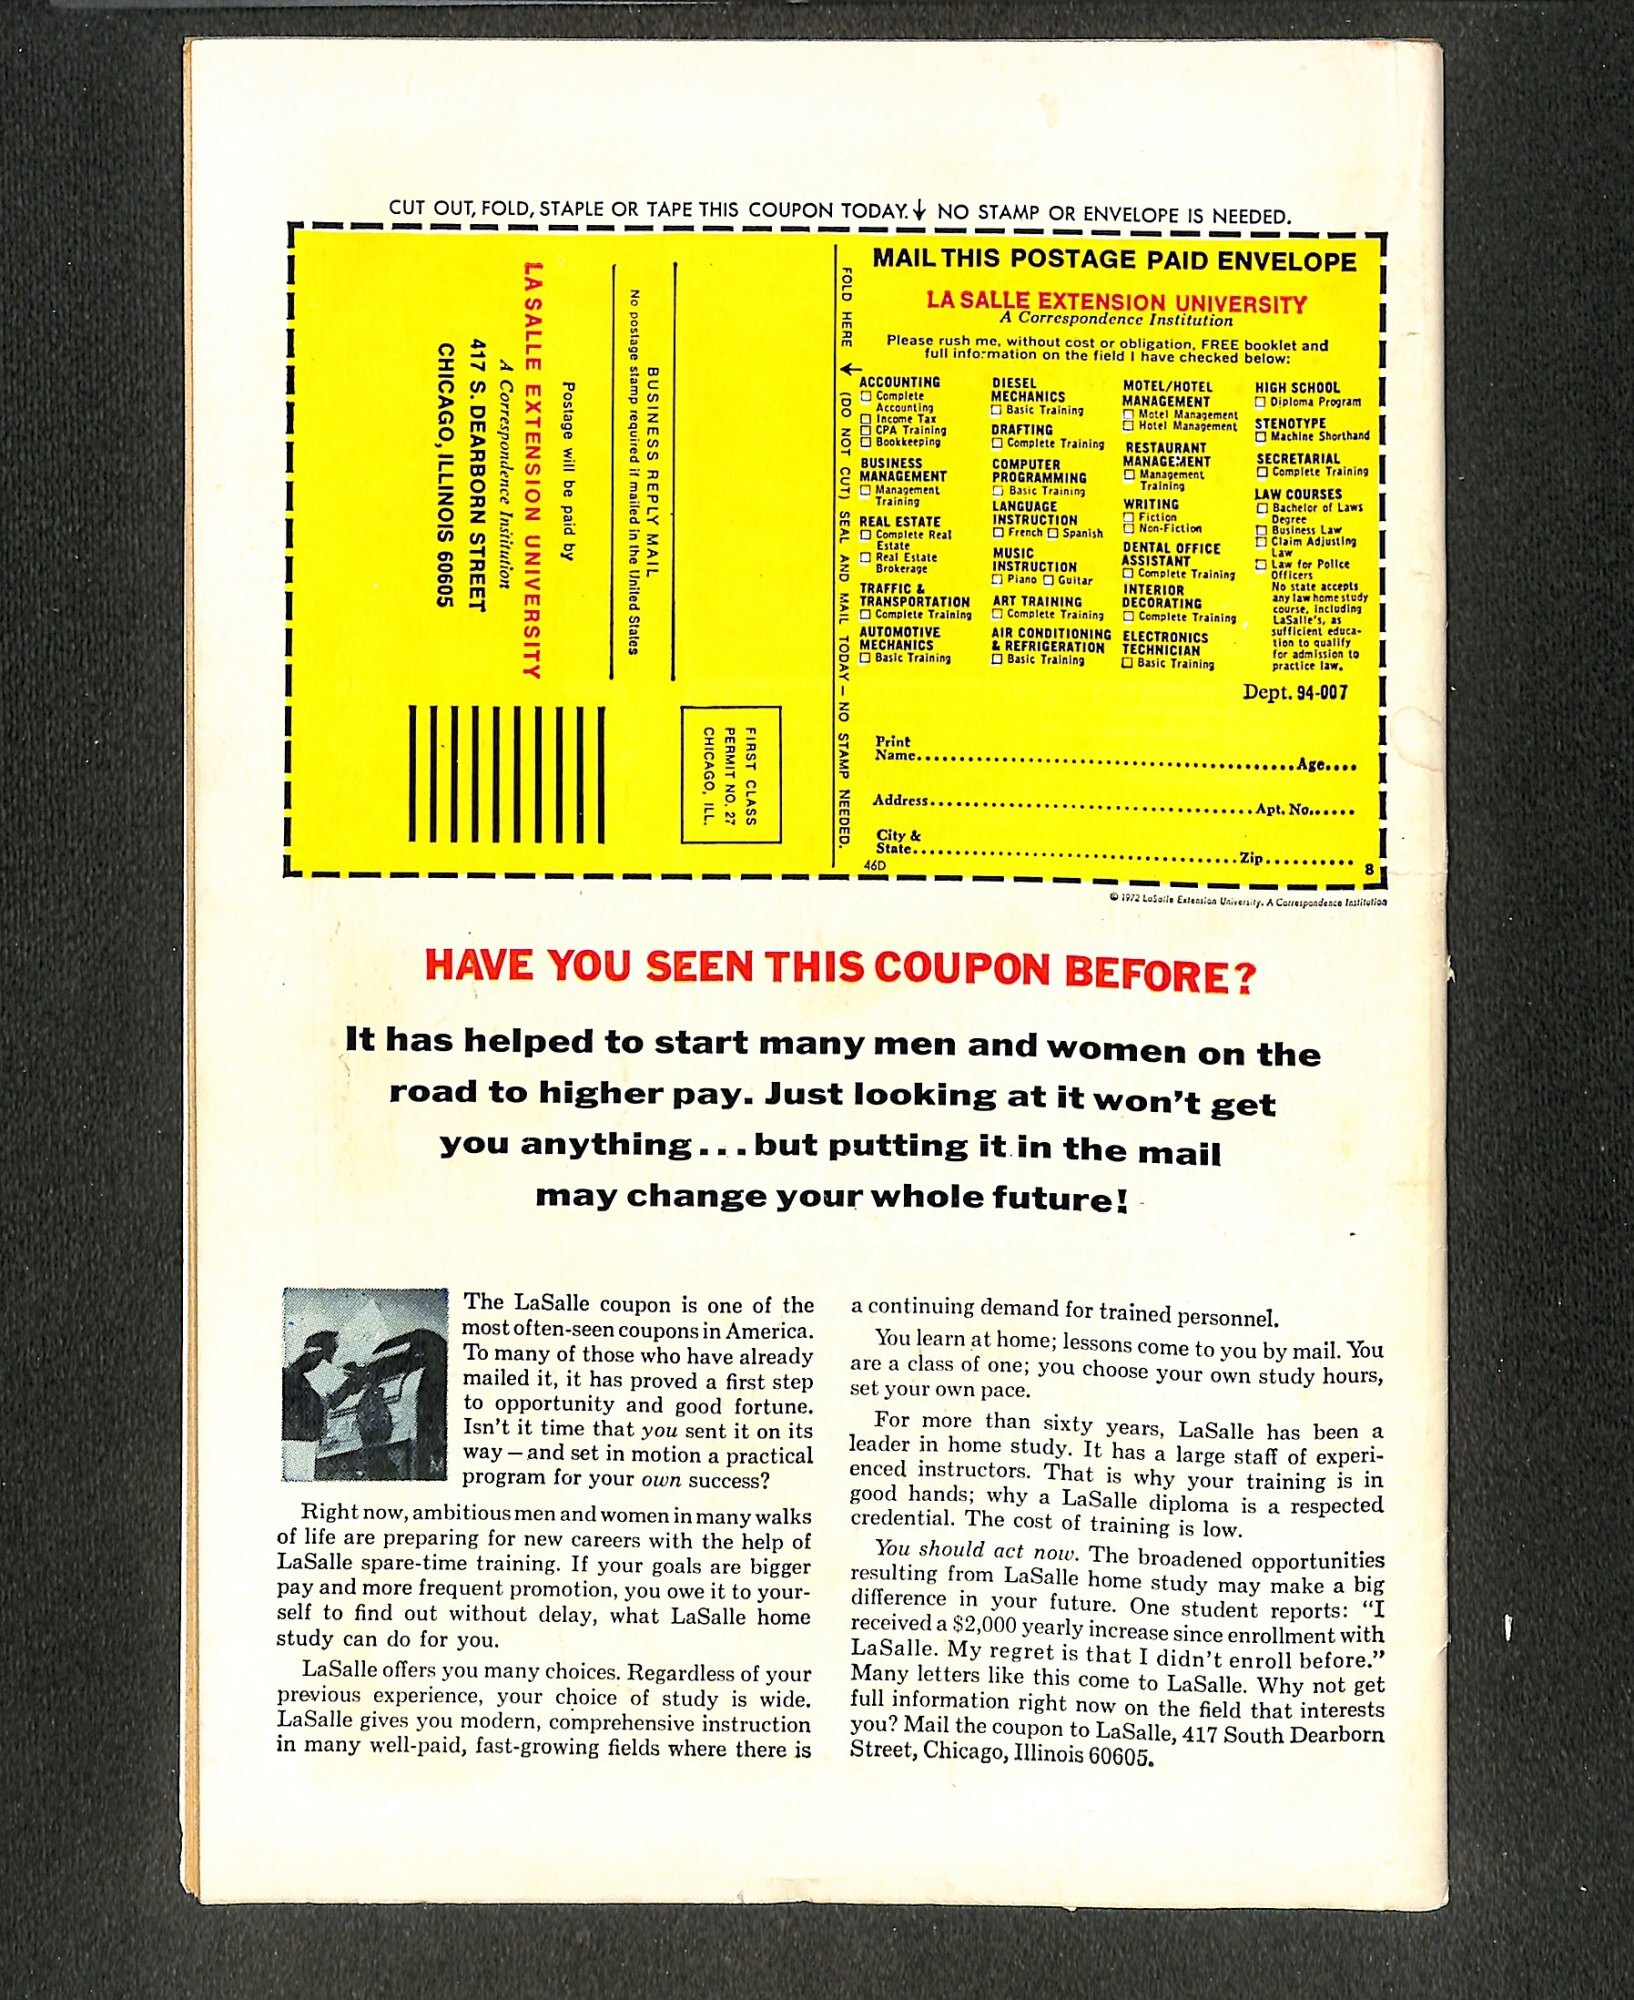 CUT OUT, FOLD, STAPLE OR TAPE THIS COUPON TODAY.↓ NO STAMP OR ENVELOPE IS NEEDED.
BUSINESS REPLY MAIL
No postage stamp required if mailed in the United States
Postage will be paid by
LA SALLE EXTENSION UNIVERSITY
A Correspondence Institution
417 S. DEARBORN STREET
CHICAGO, ILLINOIS 60605
FIRST CLASS
PERMIT NO. 27
CHICAGO, ILL.
FOLD HERE ↓ (DO NOT CUT) SEAL AND MAIL TODAY — NO STAMP NEEDED.
MAIL THIS POSTAGE PAID ENVELOPE
LA SALLE EXTENSION UNIVERSITY
A Correspondence Institution
Please rush me, without cost or obligation, FREE booklet and
full information on the field I have checked below:
ACCOUNTING
☐ Complete
Accounting
☐ Income Tax
☐ CPA Training
☐ Bookkeeping
BUSINESS
MANAGEMENT
☐ Management
Training
REAL ESTATE
☐ Complete Real
Estate
☐ Real Estate
Brokerage
TRAFFIC &
TRANSPORTATION
☐ Complete Training
AUTOMOTIVE
MECHANICS
☐ Basic Training
DIESEL
MECHANICS
☐ Basic Training
DRAFTING
☐ Complete Training
COMPUTER
PROGRAMMING
☐ Basic Training
LANGUAGE
INSTRUCTION
☐ French ☐ Spanish
MUSIC
INSTRUCTION
☐ Piano ☐ Guitar
ART TRAINING
☐ Complete Training
AIR CONDITIONING
& REFRIGERATION
☐ Basic Training
MOTEL/HOTEL
MANAGEMENT
☐ Motel Management
☐ Hotel Management
RESTAURANT
MANAGEMENT
☐ Management
Training
WRITING
☐ Fiction
☐ Non-Fiction
DENTAL OFFICE
ASSISTANT
☐ Complete Training
INTERIOR
DECORATING
☐ Complete Training
ELECTRONICS
TECHNICIAN
☐ Basic Training
HIGH SCHOOL
☐ Diploma Program
STENOTYPE
☐ Machine Shorthand
SECRETARIAL
☐ Complete Training
LAW COURSES
☐ Bachelor of Laws
Degree
☐ Business Law
☐ Claim Adjusting
Law
☐ Law for Police
Officers
No state accepts
any law home study
course, including
LaSalle's, as
sufficient educa-
tion to qualify
for admission to
practice law.
Dept. 94-007
Print
Name..........Age....
Address..........Apt. No......
City &
State..........Zip..........
46D 8
© 1972 LaSalle Extension University. A Correspondence Institution
HAVE YOU SEEN THIS COUPON BEFORE?
It has helped to start many men and women on the
road to higher pay. Just looking at it won't get
you anything...but putting it in the mail
may change your whole future!
The LaSalle coupon is one of the
most often-seen coupons in America.
To many of those who have already
mailed it, it has proved a first step
to opportunity and good fortune.
Isn't it time that you sent it on its
way — and set in motion a practical
program for your own success?
Right now, ambitious men and women in many walks
of life are preparing for new careers with the help of
LaSalle spare-time training. If your goals are bigger
pay and more frequent promotion, you owe it to your-
self to find out without delay, what LaSalle home
study can do for you.
LaSalle offers you many choices. Regardless of your
previous experience, your choice of study is wide.
LaSalle gives you modern, comprehensive instruction
in many well-paid, fast-growing fields where there is
a continuing demand for trained personnel.
You learn at home; lessons come to you by mail. You
are a class of one; you choose your own study hours,
set your own pace.
For more than sixty years, LaSalle has been a
leader in home study. It has a large staff of experi-
enced instructors. That is why your training is in
good hands; why a LaSalle diploma is a respected
credential. The cost of training is low.
You should act now. The broadened opportunities
resulting from LaSalle home study may make a big
difference in your future. One student reports: “I
received a $2,000 yearly increase since enrollment with
LaSalle. My regret is that I didn't enroll before.”
Many letters like this come to LaSalle. Why not get
full information right now on the field that interests
you? Mail the coupon to LaSalle, 417 South Dearborn
Street, Chicago, Illinois 60605.